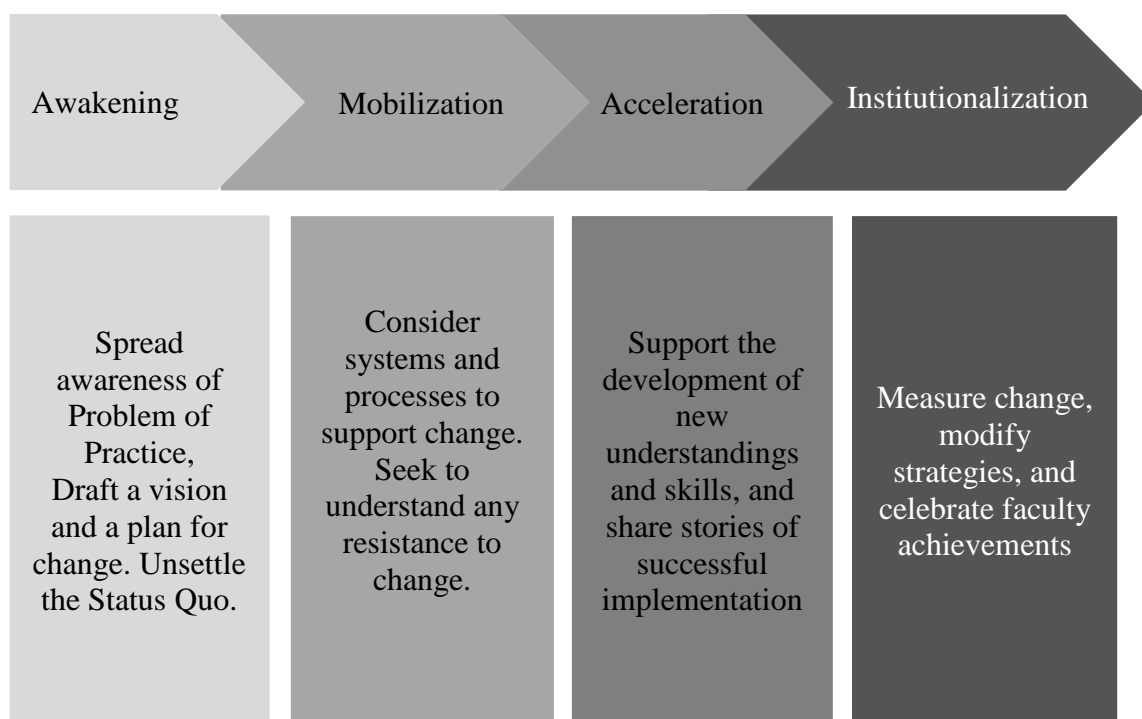 Awakening
Mobilization
Acceleration
Institutionalization
Spread
awareness of
Problem of
Practice,
Draft a vision
and a plan for
change. Unsettle
the Status Quo.
Consider
systems and
processes to
support change.
Seek to
understand any
resistance to
change.
Support the
development of
new
understandings
and skills, and
share stories of
successful
implementation
Measure change,
modify
strategies, and
celebrate faculty
achievements